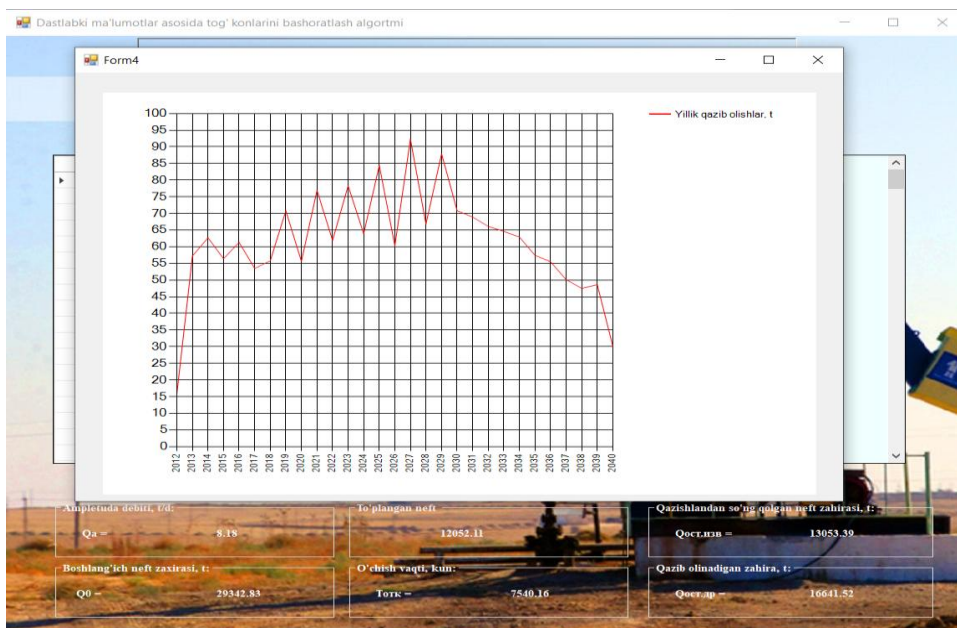 Dastlabki ma'lumotlar asosida tog' konlarini bashoratlash algortmi
Form4
Yillik qazib olishlar, t
100
95
90
85
80
75
70
65
60
55
50
45
40
35
30
25
20
15
10
5
0
2012 2013 2014 2015 2016 2017 2018 2019 2020 2021 2022 2023 2024 2025 2026 2027 2028 2029 2030 2031 2032 2033 2034 2035 2036 2037 2038 2039 2040
Ampletuda debiti, t/d: To'plangan neft Qazishlandan so'ng qolgan neft zahirasi, t:
Qa = 8.18 12052.11 Qост.изв = 13053.39
Boshlang'ich neft zaxirasi, t: O'chish vaqti, kun: Qazib olinadigan zahira, t:
Q0 = 29342.83 Тотк = 7540.16 Qост.др = 16641.52